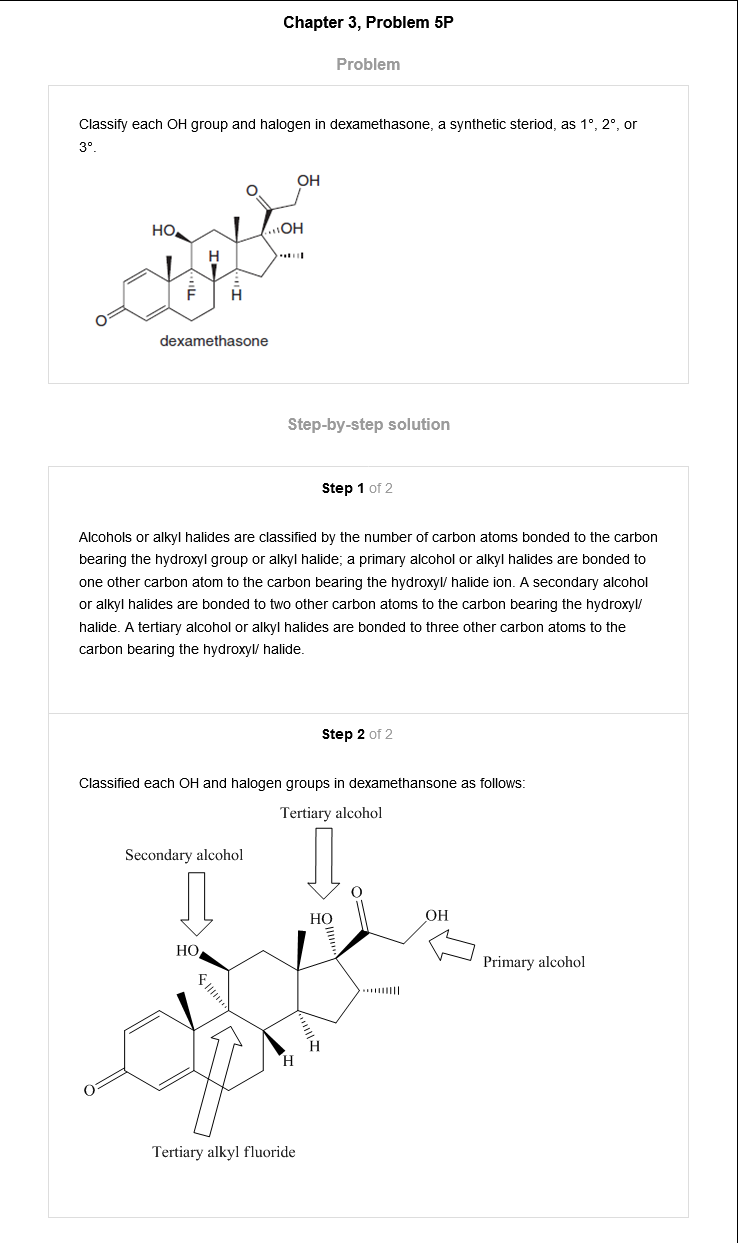 Chapter 3, Problem 5P
Problem
Classify each OH group and halogen in dexamethasone, a synthetic steriod, as 1°, 2°, or
3°.
OH
O
HO
OH
H
F
H
O
dexamethasone
Step-by-step solution
Step 1 of 2
Alcohols or alkyl halides are classified by the number of carbon atoms bonded to the carbon
bearing the hydroxyl group or alkyl halide; a primary alcohol or alkyl halides are bonded to
one other carbon atom to the carbon bearing the hydroxyl/ halide ion. A secondary alcohol
or alkyl halides are bonded to two other carbon atoms to the carbon bearing the hydroxyl/
halide. A tertiary alcohol or alkyl halides are bonded to three other carbon atoms to the
carbon bearing the hydroxyl/ halide.
Step 2 of 2
Classified each OH and halogen groups in dexamethansone as follows:
Tertiary alcohol
Secondary alcohol
O
HO
OH
HO
Primary alcohol
F
H
H
O
Tertiary alkyl fluoride